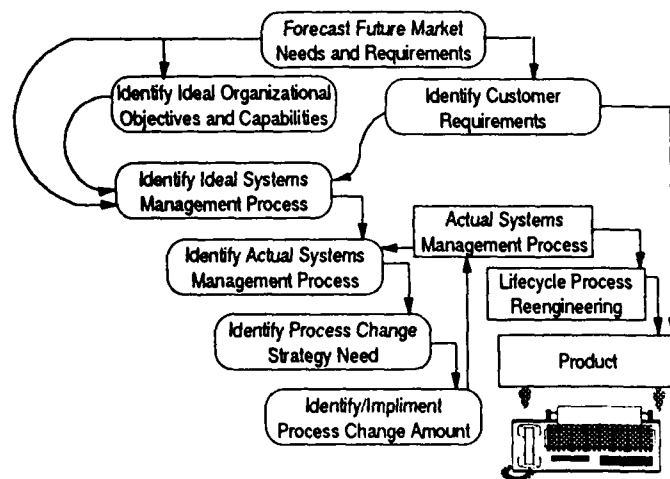 Forecast Future Market
Needs and Requirements
Identify Ideal Organizational
Objectives and Capabilities
Identify Customer
Requirements
Identify Ideal Systems
Management Process
Actual Systems
Management Process
Identify Actual Systems
Management Process
Lifecycle Process
Reengineering
Identify Process Change
Strategy Need
Product
Identify/Impliment
Process Change Amount